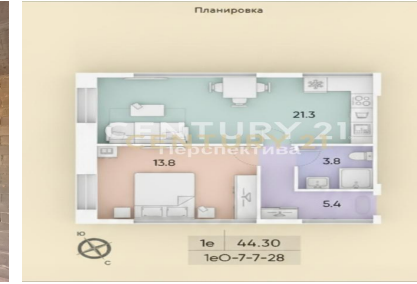 Планировка
21.3
CENTURY 21
Перспектива
13.8
3.8
5.4
Ю
С
1е 44.30
1еО-7-7-28